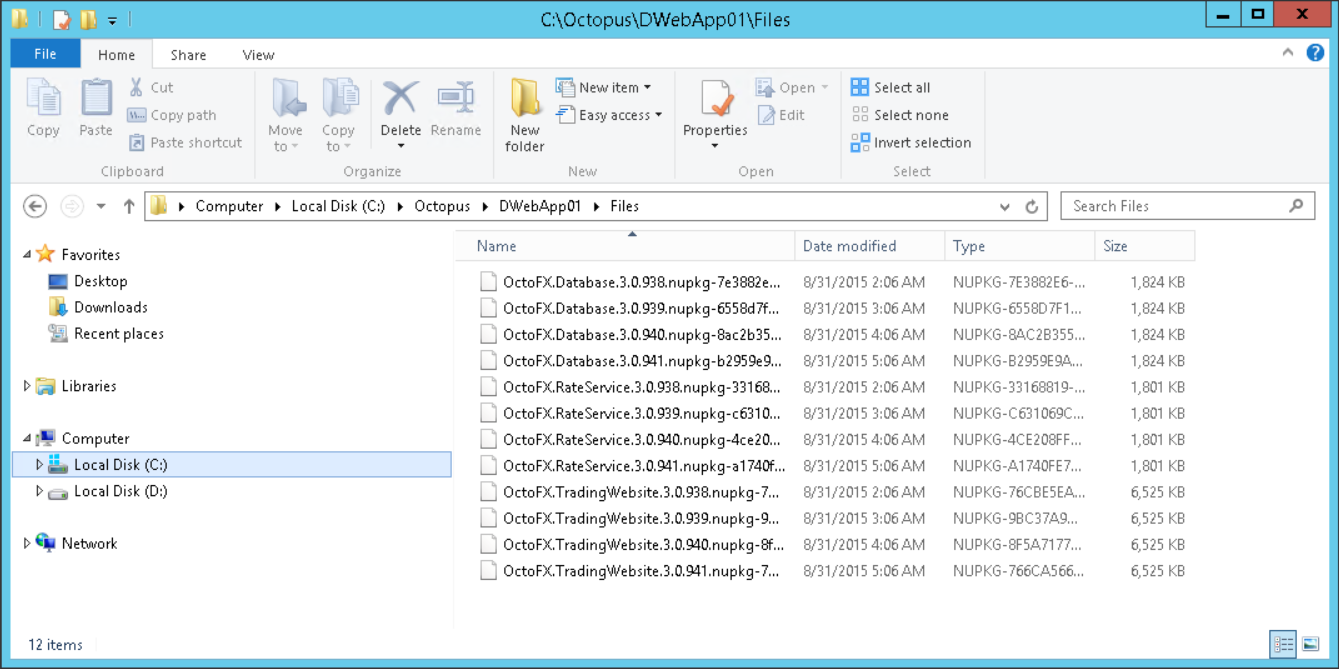 C:\Octopus\DWebApp01\Files
File Home Share View
Copy
Paste
Cut
Copy path
Paste shortcut
Clipboard
Move to
Copy to
Delete
Rename
Organize
New folder
New item
Easy access
New
Properties
Open
Edit
Open
Select all
Select none
Invert selection
Select
Computer Local Disk (C:) Octopus DWebApp01 Files
Search Files
Favorites
Desktop
Downloads
Recent places
Libraries
Computer
Local Disk (C:)
Local Disk (D:)
Network
Name Date modified Type Size
OctoFX.Database.3.0.938.nupkg-7e3882e... 8/31/2015 2:06 AM NUPKG-7E3882E6-... 1,824 KB
OctoFX.Database.3.0.939.nupkg-6558d7f... 8/31/2015 3:06 AM NUPKG-6558D7F1... 1,824 KB
OctoFX.Database.3.0.940.nupkg-8ac2b35... 8/31/2015 4:06 AM NUPKG-8AC2B355... 1,824 KB
OctoFX.Database.3.0.941.nupkg-b2959e9... 8/31/2015 5:06 AM NUPKG-B2959E9A... 1,824 KB
OctoFX.RateService.3.0.938.nupkg-33168... 8/31/2015 2:06 AM NUPKG-33168819-... 1,801 KB
OctoFX.RateService.3.0.939.nupkg-c6310... 8/31/2015 3:06 AM NUPKG-C631069C... 1,801 KB
OctoFX.RateService.3.0.940.nupkg-4ce20... 8/31/2015 4:06 AM NUPKG-4CE208FF... 1,801 KB
OctoFX.RateService.3.0.941.nupkg-a1740f... 8/31/2015 5:06 AM NUPKG-A1740FE7... 1,801 KB
OctoFX.TradingWebsite.3.0.938.nupkg-7... 8/31/2015 2:06 AM NUPKG-76CBE5EA... 6,525 KB
OctoFX.TradingWebsite.3.0.939.nupkg-9... 8/31/2015 3:06 AM NUPKG-9BC37A9... 6,525 KB
OctoFX.TradingWebsite.3.0.940.nupkg-8f... 8/31/2015 4:06 AM NUPKG-8F5A7177... 6,525 KB
OctoFX.TradingWebsite.3.0.941.nupkg-7... 8/31/2015 5:06 AM NUPKG-766CA566... 6,525 KB
12 items